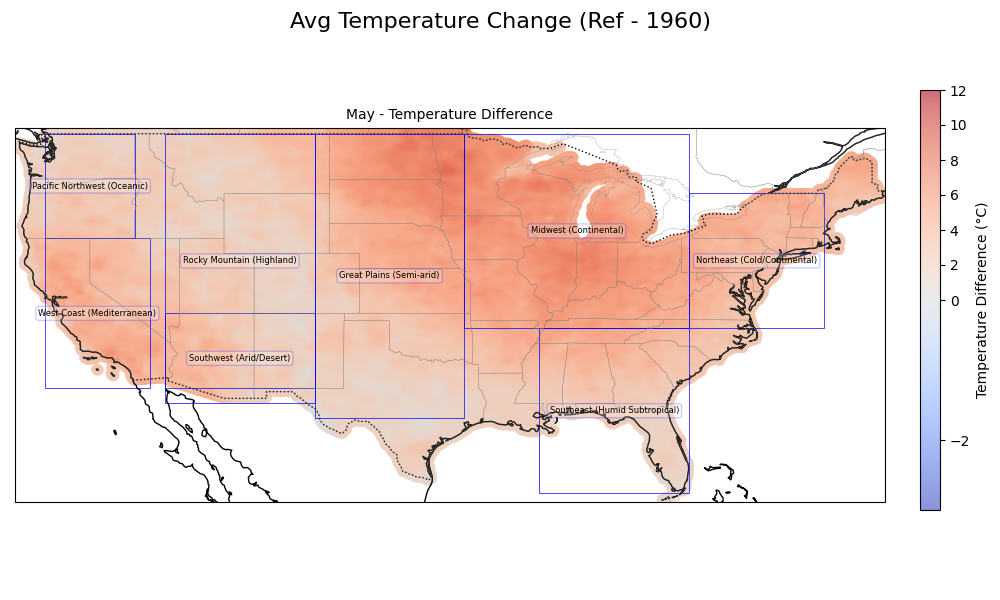 Avg Temperature Change (Ref - 1960)
May - Temperature Difference
Pacific Northwest (Oceanic)
Midwest (Continental)
Rocky Mountain (Highland)
Northeast (Cold/Continental)
Great Plains (Semi-arid)
West Coast (Mediterranean)
Southwest (Arid/Desert)
Southeast (Humid Subtropical)
12
10
8
6
4
2
0
−2
Temperature Difference (°C)